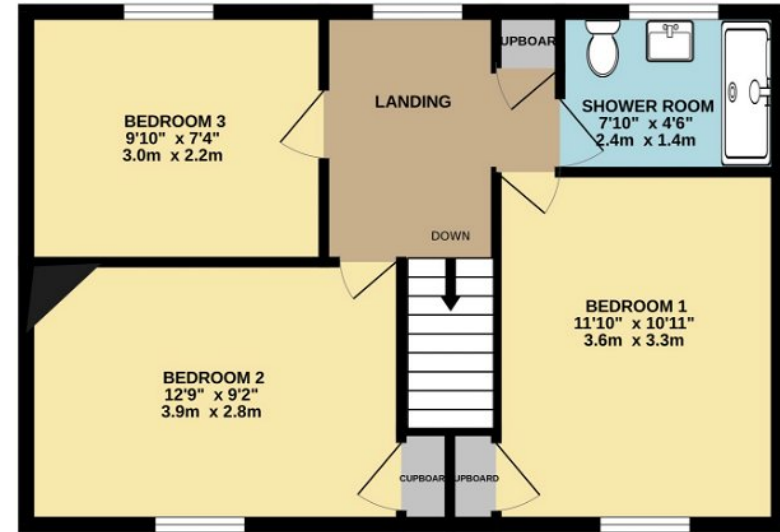 UPBOAR
LANDING
BEDROOM 3
9'10" x 7'4"
3.0m x 2.2m
SHOWER ROOM
7'10" x 4'6"
2.4m x 1.4m
DOWN
BEDROOM 1
11'10" x 10'11"
3.6m x 3.3m
BEDROOM 2
12'9" x 9'2"
3.9m x 2.8m
CUPBOAR
UPBOARD